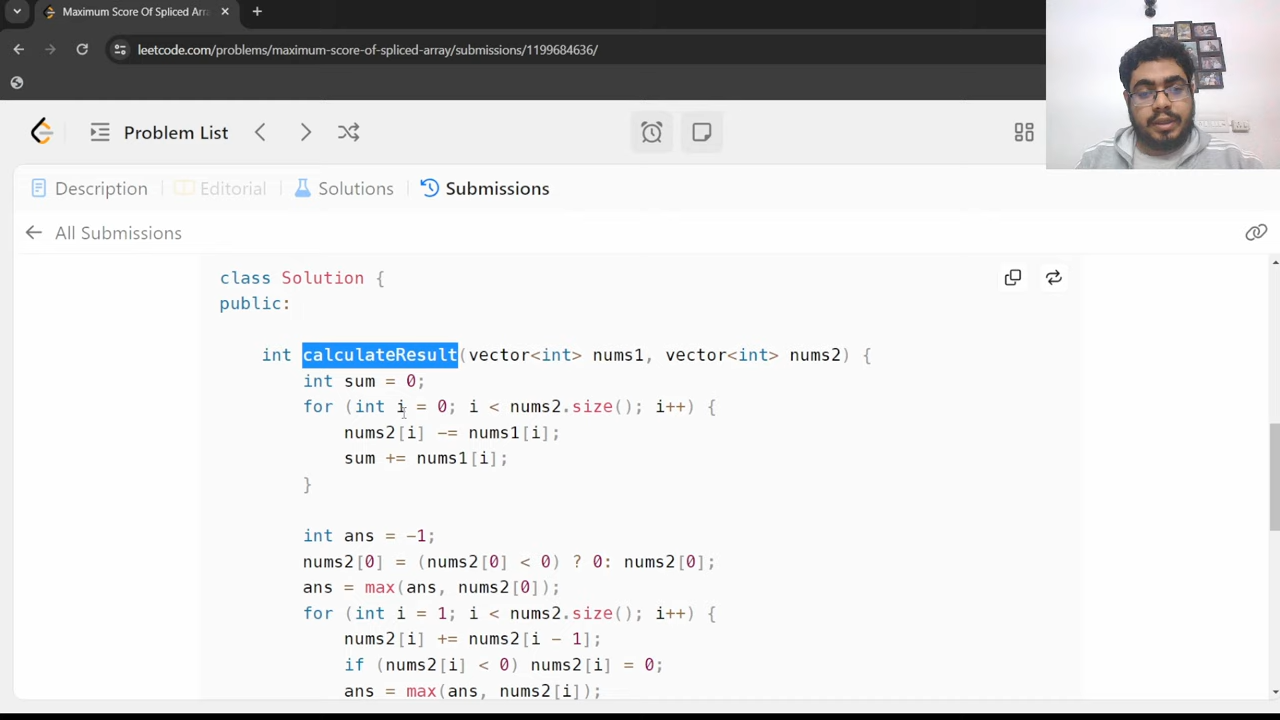 Maximum Score Of Spliced Arr
leetcode.com/problems/maximum-score-of-spliced-array/submissions/1199684636/
Problem List
Description
Editorial
Solutions
Submissions
All Submissions
class Solution {
public:
int calculateResult(vector<int> nums1, vector<int> nums2) {
int sum = 0;
for (int i = 0; i < nums2.size(); i++) {
nums2[i] -= nums1[i];
sum += nums1[i];
}
int ans = -1;
nums2[0] = (nums2[0] < 0) ? 0: nums2[0];
ans = max(ans, nums2[0]);
for (int i = 1; i < nums2.size(); i++) {
nums2[i] += nums2[i - 1];
if (nums2[i] < 0) nums2[i] = 0;
ans = max(ans, nums2[i]);